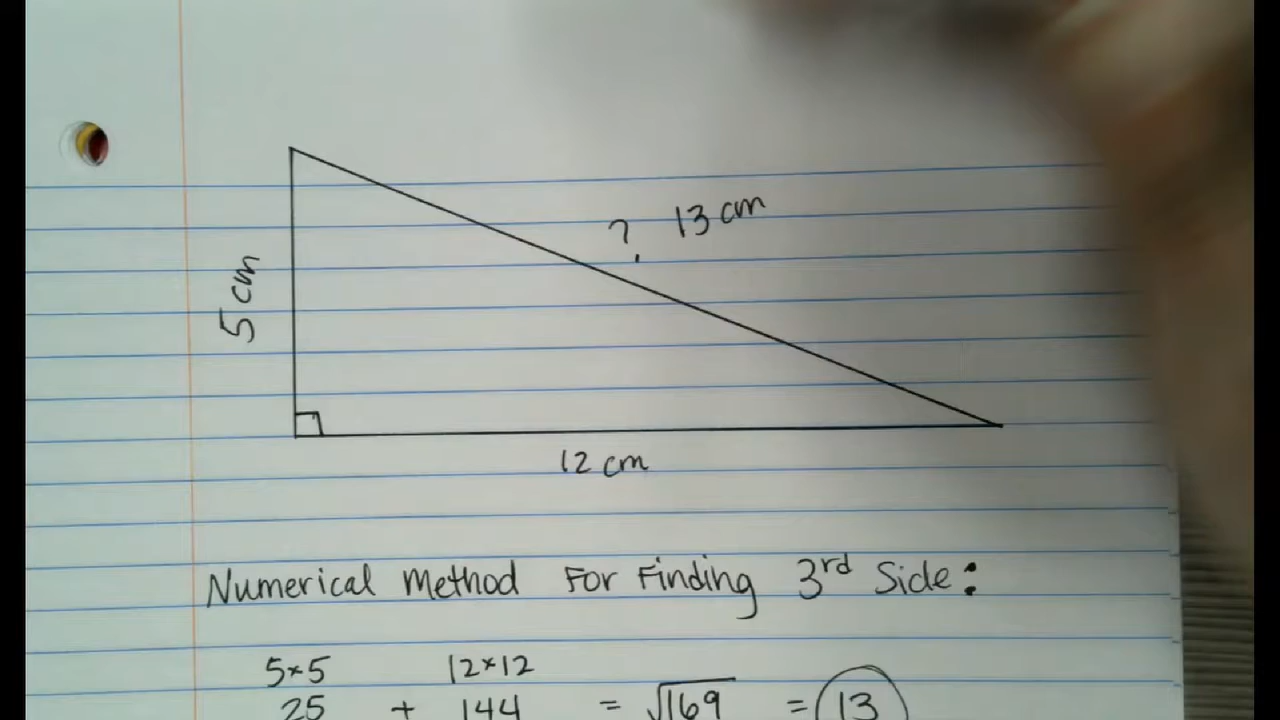 ? 13 cm
5 cm
12 cm
Numerical Method For Finding 3rd Side:
5×5 12×12
25 + 144 = √169 = 13